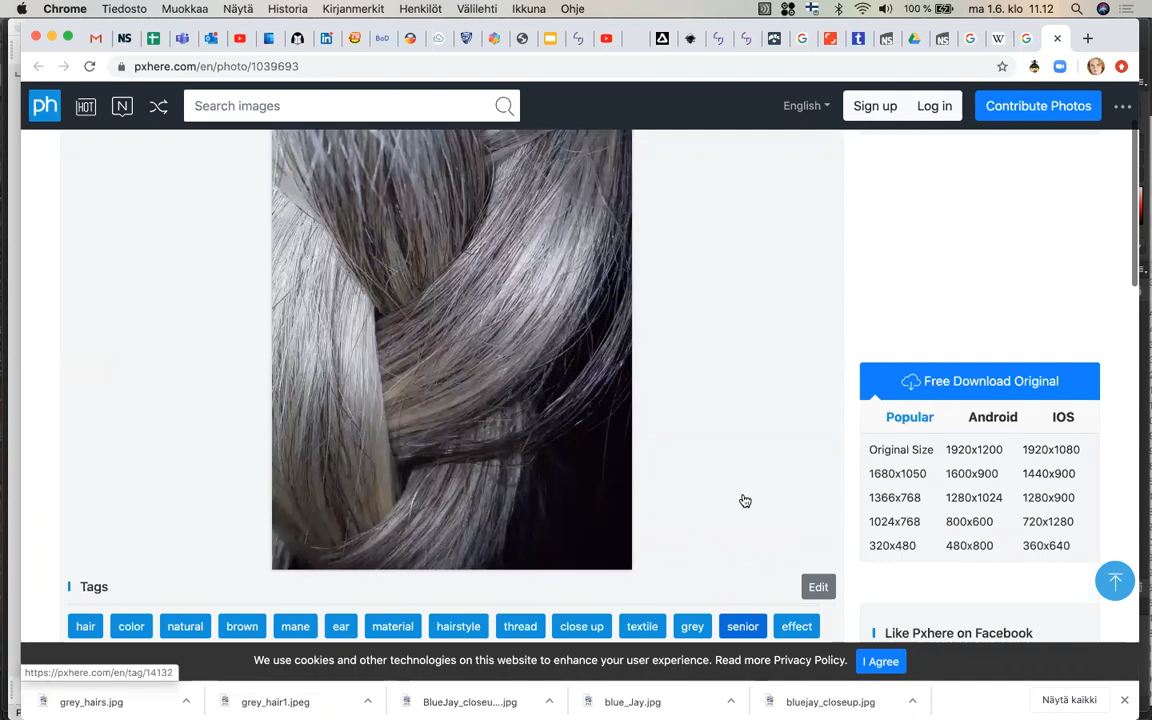 Chrome Tiedosto Muokkaa Näytä Historia Kirjanmerkit Henkilöt Välilehti Ikkuna Ohje 100 % ma 1.6. klo 11.12
NS BoD
pxhere.com/en/photo/1039693
ph HOT N Search images English Sign up Log in Contribute Photos
Free Download Original
Popular Android IOS
Original Size 1920x1200 1920x1080
1680x1050 1600x900 1440x900
1366x768 1280x1024 1280x900
1024x768 800x600 720x1280
320x480 480x800 360x640
Tags Edit
hair color natural brown mane ear material hairstyle thread close up textile grey senior effect
Like Pxhere on Facebook
We use cookies and other technologies on this website to enhance your user experience. Read more Privacy Policy. I Agree
https://pxhere.com/en/tag/14132
grey_hairs.jpg grey_hair1.jpeg BlueJay_closeu....jpg blue_Jay.jpg bluejay_closeup.jpg Näytä kaikki